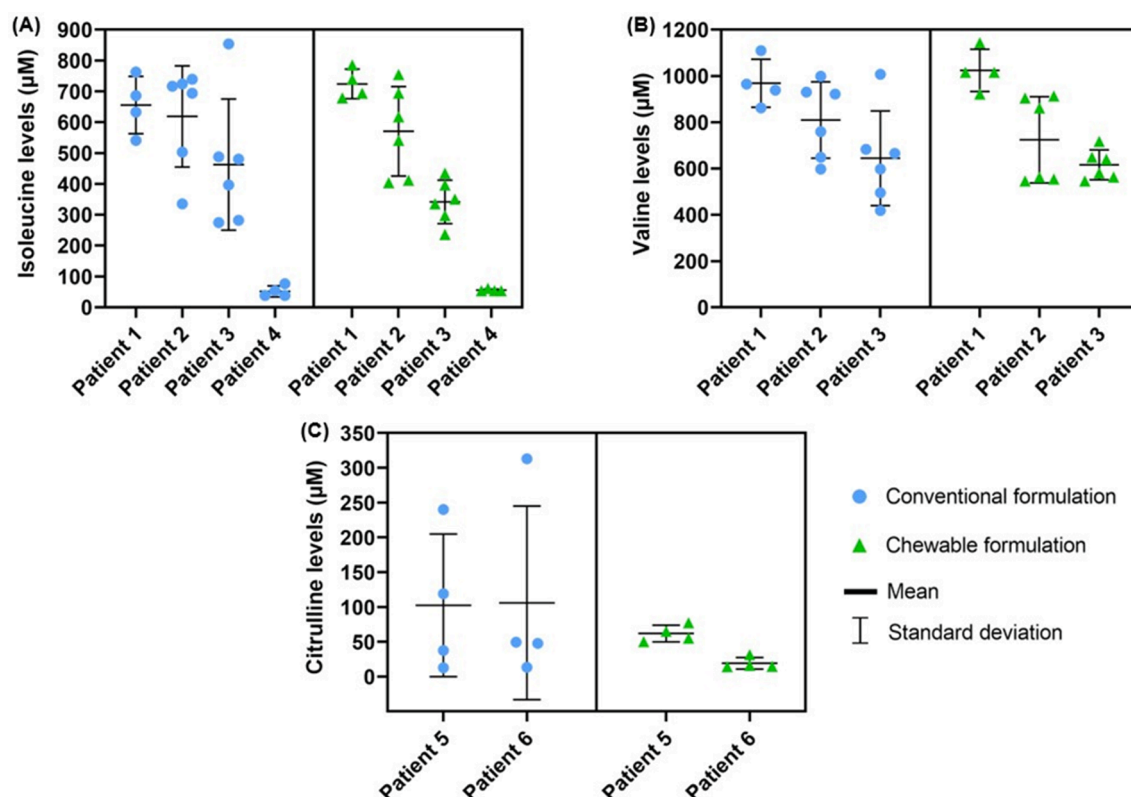 (A)
Isoleucine levels (µM)
900
800
700
600
500
400
300
200
100
0
Patient 1
Patient 2
Patient 3
Patient 4
Patient 1
Patient 2
Patient 3
Patient 4
(B)
Valine levels (µM)
1200
1000
800
600
400
200
0
Patient 1
Patient 2
Patient 3
Patient 1
Patient 2
Patient 3
(C)
Citrulline levels (µM)
350
300
250
200
150
100
50
0
Patient 5
Patient 6
Patient 5
Patient 6
Conventional formulation
Chewable formulation
Mean
Standard deviation